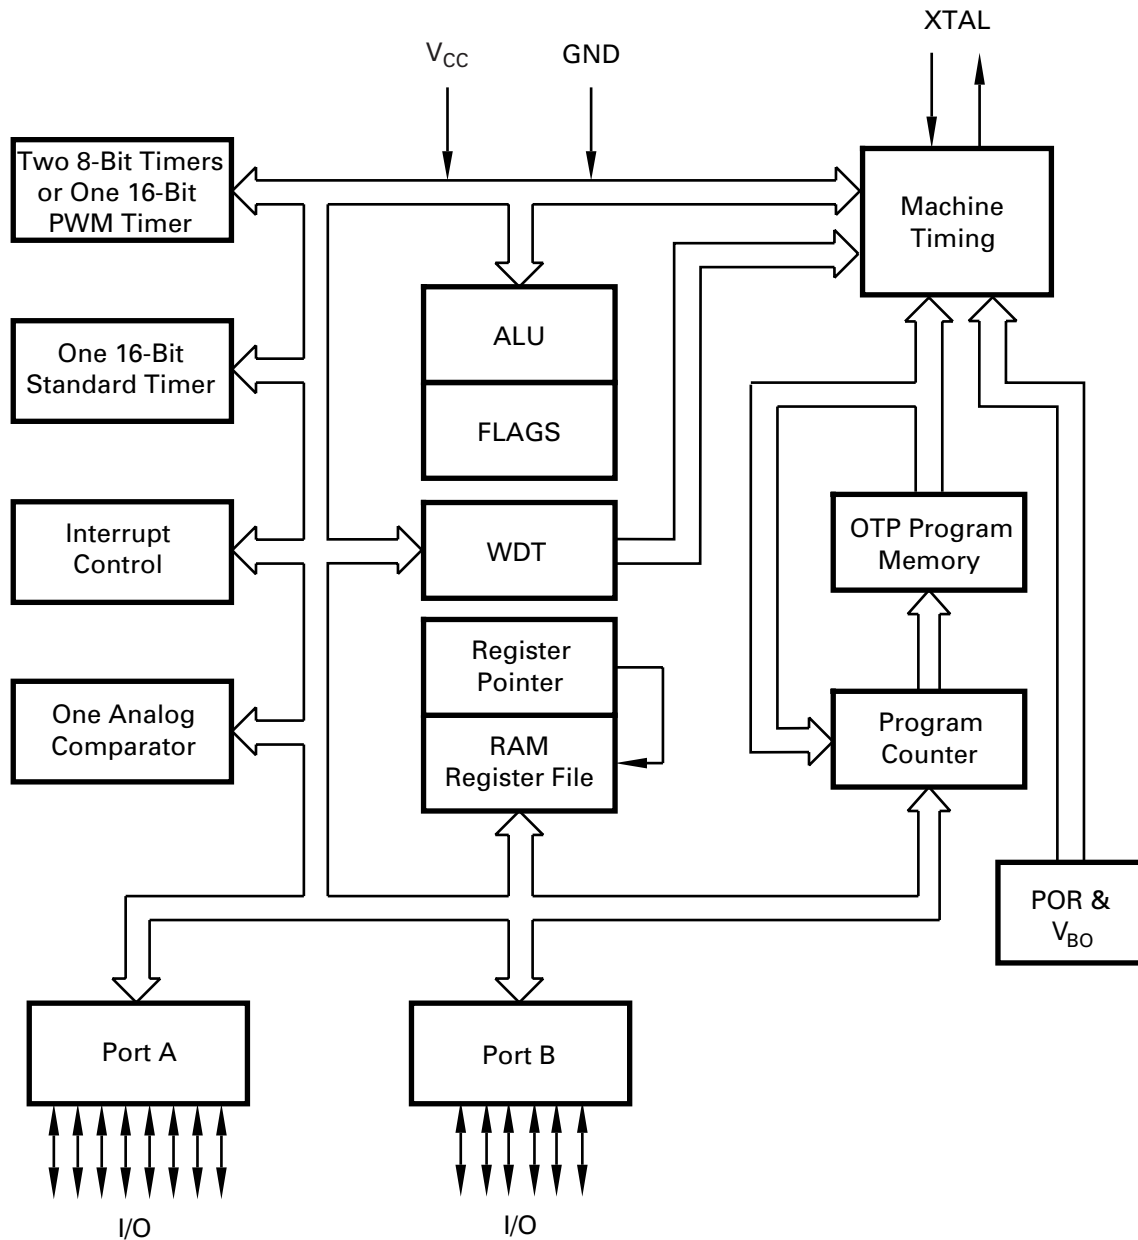 XTAL
V_CC
GND
Two 8-Bit Timers
or One 16-Bit
PWM Timer
Machine
Timing
ALU
One 16-Bit
Standard Timer
FLAGS
Interrupt
Control
WDT
OTP Program
Memory
Register
Pointer
One Analog
Comparator
RAM
Register File
Program
Counter
POR &
V_BO
Port A
Port B
I/O
I/O